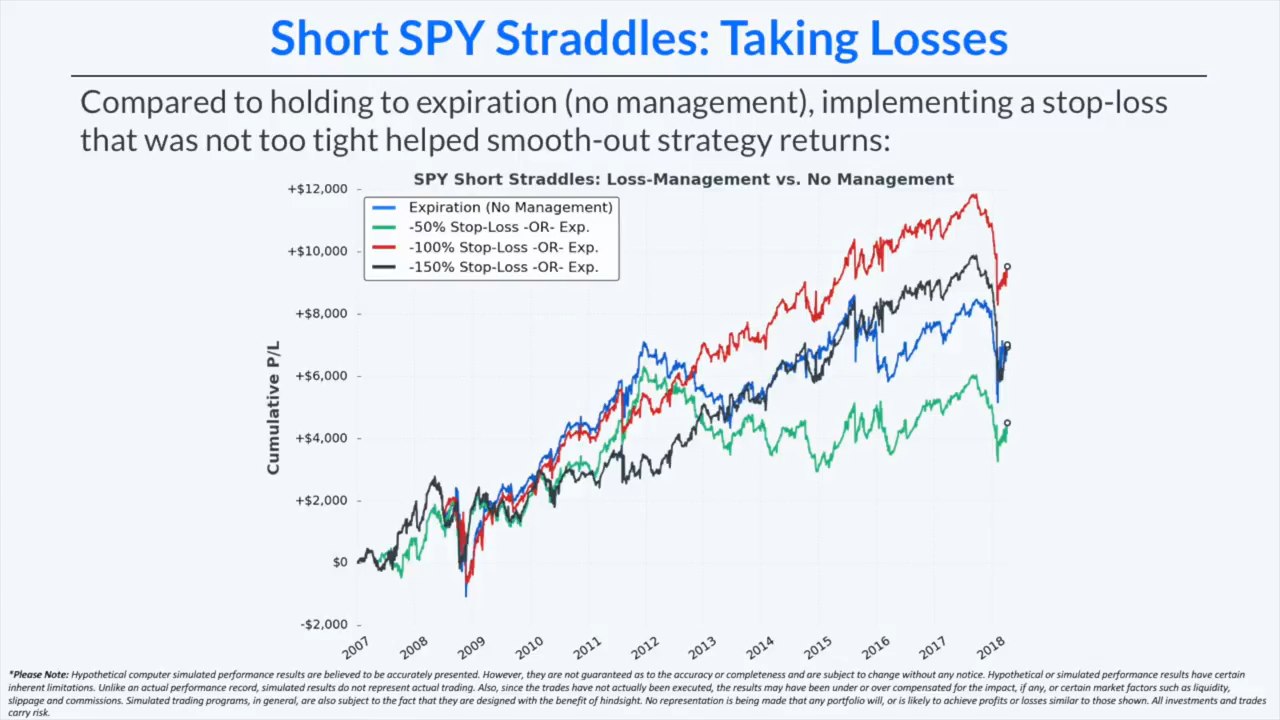 Short SPY Straddles: Taking Losses
Compared to holding to expiration (no management), implementing a stop-loss
that was not too tight helped smooth-out strategy returns:
SPY Short Straddles: Loss-Management vs. No Management
+$12,000
+$10,000
+$8,000
+$6,000
+$4,000
+$2,000
$0
-$2,000
Cumulative P/L
Expiration (No Management)
-50% Stop-Loss -OR- Exp.
-100% Stop-Loss -OR- Exp.
-150% Stop-Loss -OR- Exp.
2007 2008 2009 2010 2011 2012 2013 2014 2015 2016 2017 2018
*Please Note: Hypothetical computer simulated performance results are believed to be accurately presented. However, they are not guaranteed as to the accuracy or completeness and are subject to change without any notice. Hypothetical or simulated performance results have certain
inherent limitations. Unlike an actual performance record, simulated results do not represent actual trading. Also, since the trades have not actually been executed, the results may have been under or over compensated for the impact, if any, or certain market factors such as liquidity,
slippage and commissions. Simulated trading programs, in general, are also subject to the fact that they are designed with the benefit of hindsight. No representation is being made that any portfolio will, or is likely to achieve profits or losses similar to those shown. All investments and trades
carry risk.